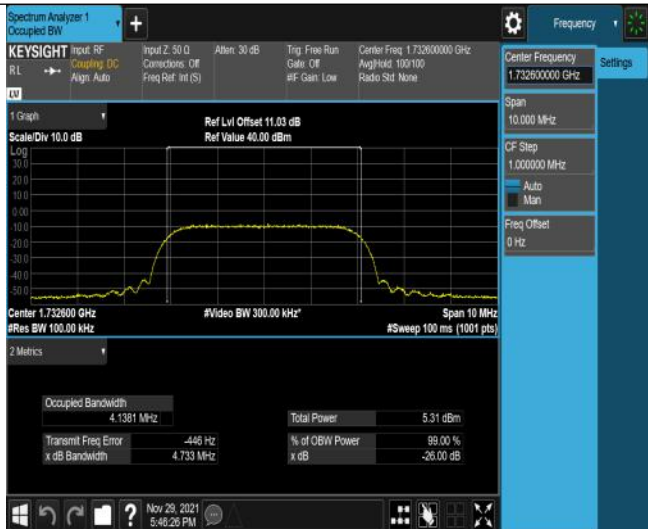 Spectrum Analyzer 1
Occupied BW
Frequency
KEYSIGHT
Input: RF
Coupling: DC
Align: Auto
Input Z: 50 Ω
Corrections: Off
Freq Ref: Int (S)
Atten: 30 dB
Trig: Free Run
Gate: Off
#IF Gain: Low
Center Freq: 1.732600000 GHz
Avg|Hold: 100/100
Radio Std: None
R L
Center Frequency
1.732600000 GHz
Settings
Span
10.000 MHz
CF Step
1.000000 MHz
Auto
Man
Freq Offset
0 Hz
1 Graph
Scale/Div 10.0 dB
Ref Lvl Offset 11.03 dB
Ref Value 40.00 dBm
Log
30.0
20.0
10.0
0.00
-10.0
-20.0
-30.0
-40.0
-50.0
Center 1.732600 GHz
#Video BW 300.00 kHz*
Span 10 MHz
#Res BW 100.00 kHz
#Sweep 100 ms (1001 pts)
2 Metrics
Occupied Bandwidth
4.1381 MHz
Total Power 5.31 dBm
Transmit Freq Error -446 Hz
% of OBW Power 99.00 %
x dB Bandwidth 4.733 MHz
x dB -26.00 dB
?
Nov 29, 2021
5:46:26 PM